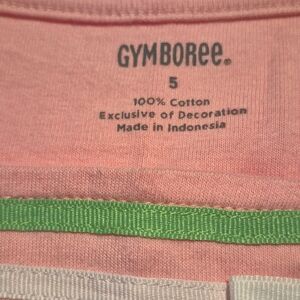 GYMBOREE®
5
100% Cotton
Exclusive of Decoration
Made in Indonesia